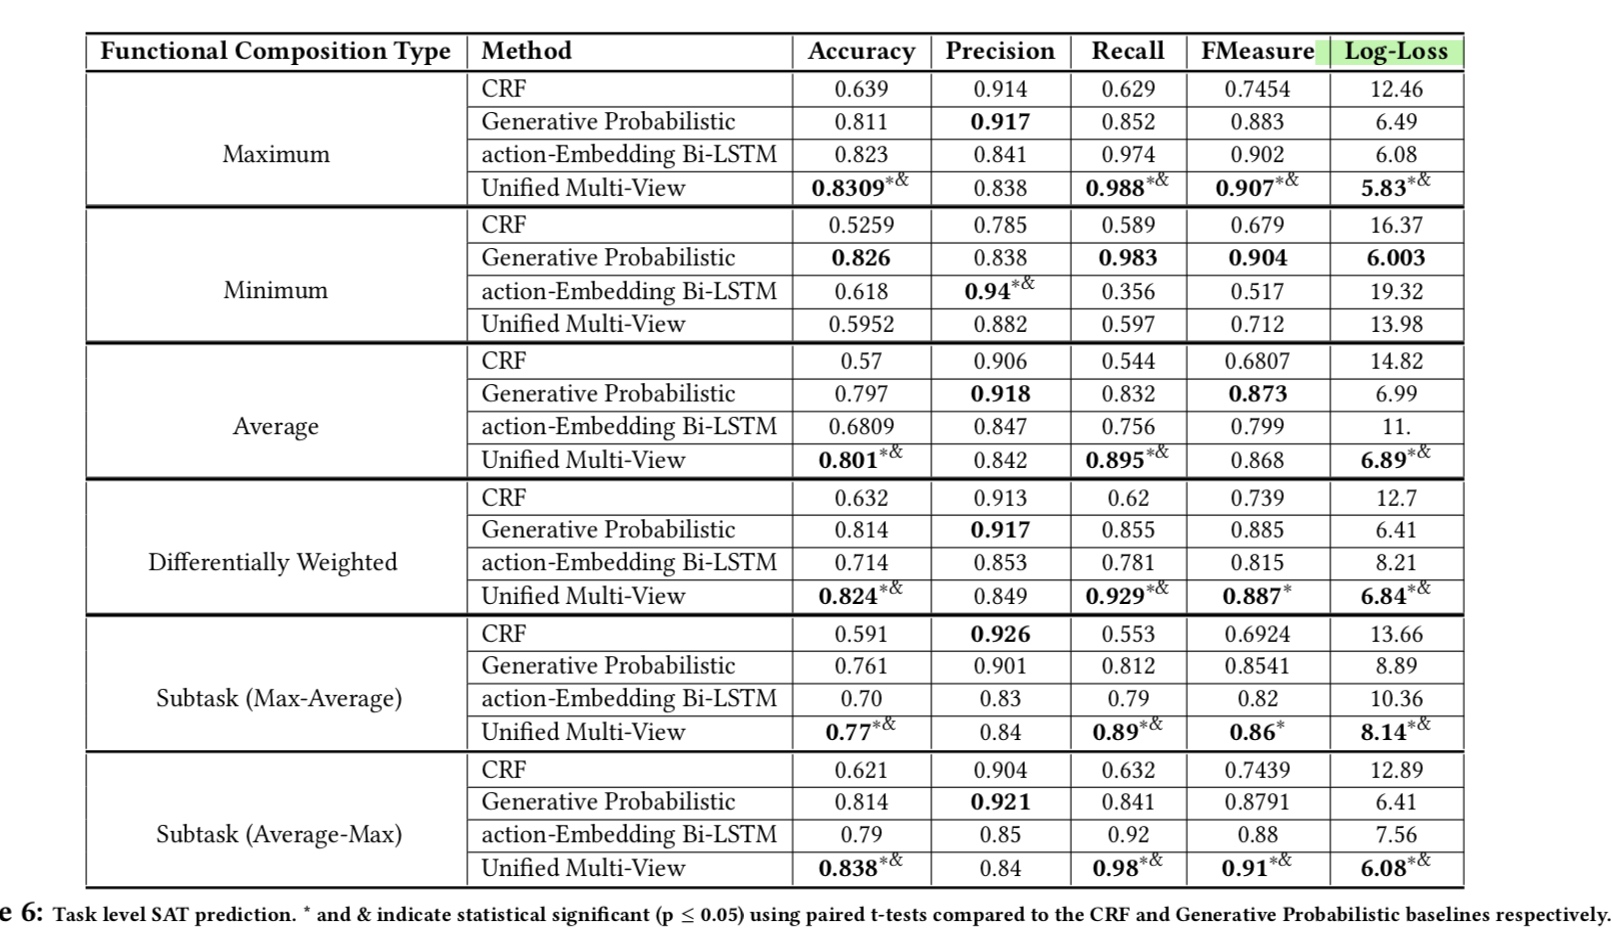 Functional Composition Type Method Accuracy Precision Recall FMeasure Log-Loss
CRF 0.639 0.914 0.629 0.7454 12.46
Generative Probabilistic 0.811 0.917 0.852 0.883 6.49
Maximum action-Embedding Bi-LSTM 0.823 0.841 0.974 0.902 6.08
Unified Multi-View 0.8309*& 0.838 0.988*& 0.907*& 5.83*&
CRF 0.5259 0.785 0.589 0.679 16.37
Generative Probabilistic 0.826 0.838 0.983 0.904 6.003
Minimum action-Embedding Bi-LSTM 0.618 0.94*& 0.356 0.517 19.32
Unified Multi-View 0.5952 0.882 0.597 0.712 13.98
CRF 0.57 0.906 0.544 0.6807 14.82
Generative Probabilistic 0.797 0.918 0.832 0.873 6.99
Average action-Embedding Bi-LSTM 0.6809 0.847 0.756 0.799 11.
Unified Multi-View 0.801*& 0.842 0.895*& 0.868 6.89*&
CRF 0.632 0.913 0.62 0.739 12.7
Generative Probabilistic 0.814 0.917 0.855 0.885 6.41
Differentially Weighted action-Embedding Bi-LSTM 0.714 0.853 0.781 0.815 8.21
Unified Multi-View 0.824*& 0.849 0.929*& 0.887* 6.84*&
CRF 0.591 0.926 0.553 0.6924 13.66
Generative Probabilistic 0.761 0.901 0.812 0.8541 8.89
Subtask (Max-Average) action-Embedding Bi-LSTM 0.70 0.83 0.79 0.82 10.36
Unified Multi-View 0.77*& 0.84 0.89*& 0.86* 8.14*&
CRF 0.621 0.904 0.632 0.7439 12.89
Generative Probabilistic 0.814 0.921 0.841 0.8791 6.41
Subtask (Average-Max) action-Embedding Bi-LSTM 0.79 0.85 0.92 0.88 7.56
Unified Multi-View 0.838*& 0.84 0.98*& 0.91*& 6.08*&
e 6: Task level SAT prediction. * and & indicate statistical significant (p ≤ 0.05) using paired t-tests compared to the CRF and Generative Probabilistic baselines respectively.